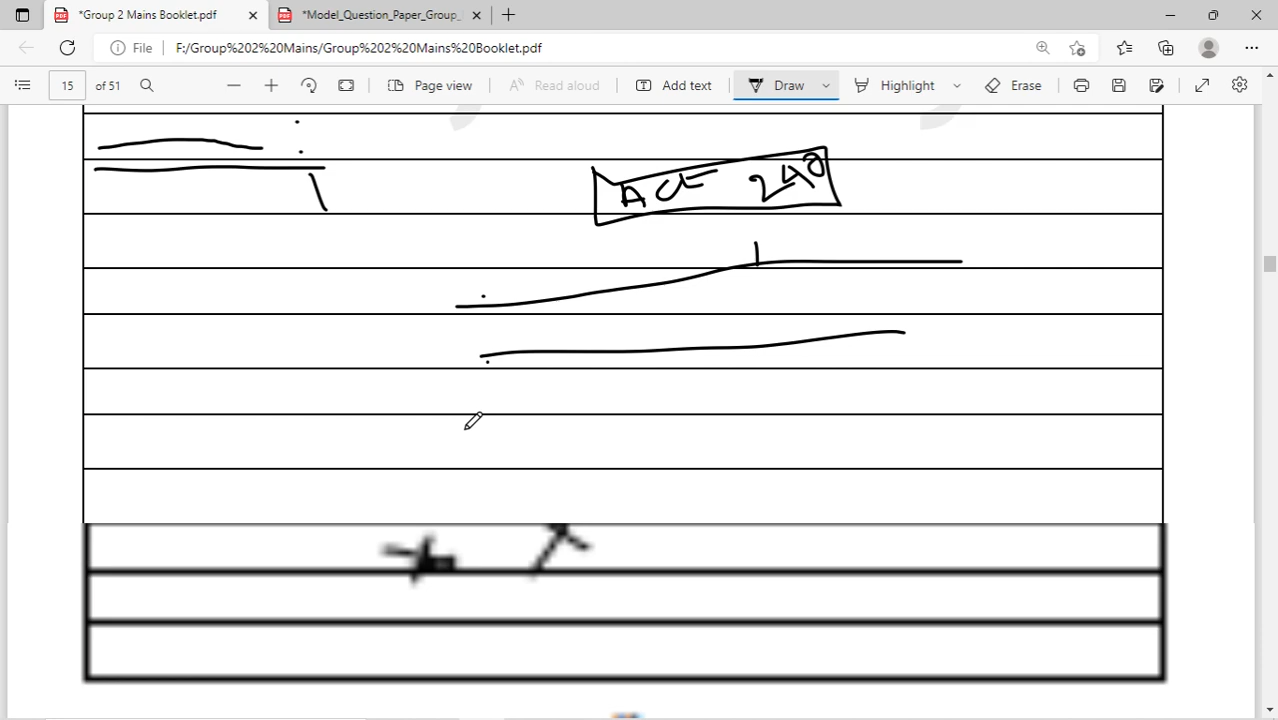 *Group 2 Mains Booklet.pdf
*Model_Question_Paper_Group_
File
F:/Group%202%20Mains/Group%202%20Mains%20Booklet.pdf
15 of 51
Page view
Read aloud
Add text
Draw
Highlight
Erase
240